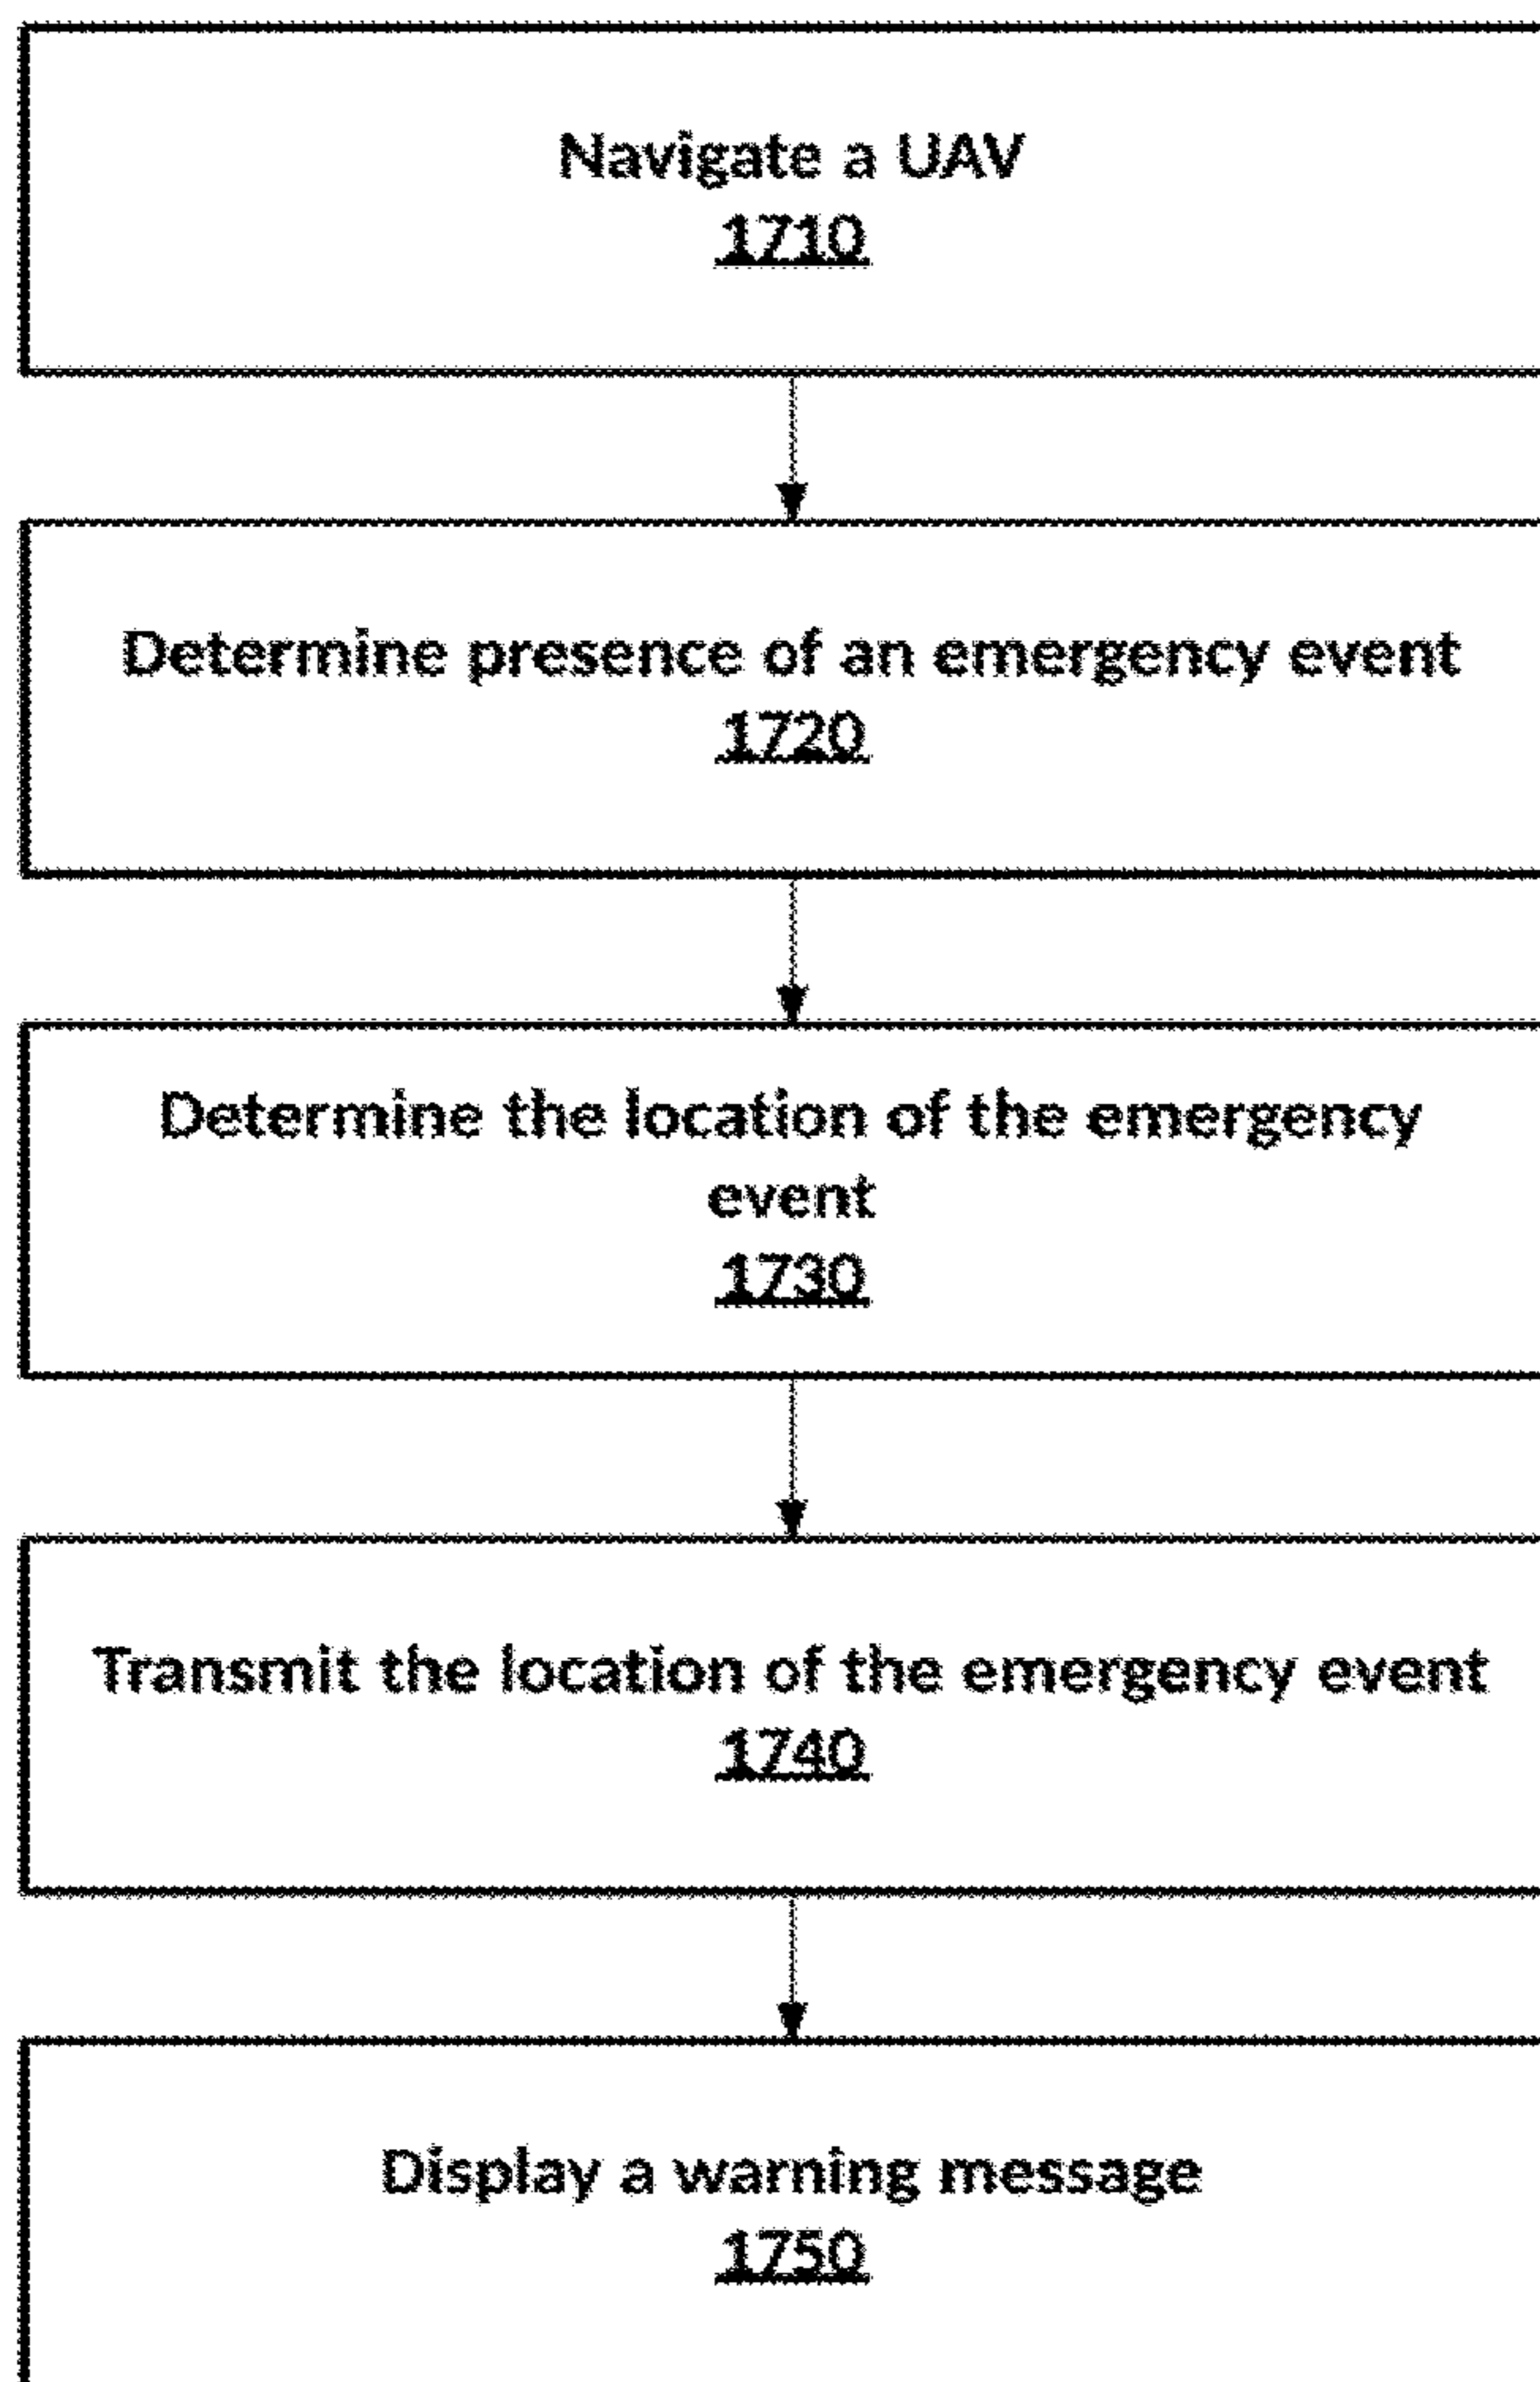 Navigate a UAV
1710
Determine presence of an emergency event
1720
Determine the location of the emergency
event
1730
Transmit the location of the emergency event
1740
Display a warning message
1750